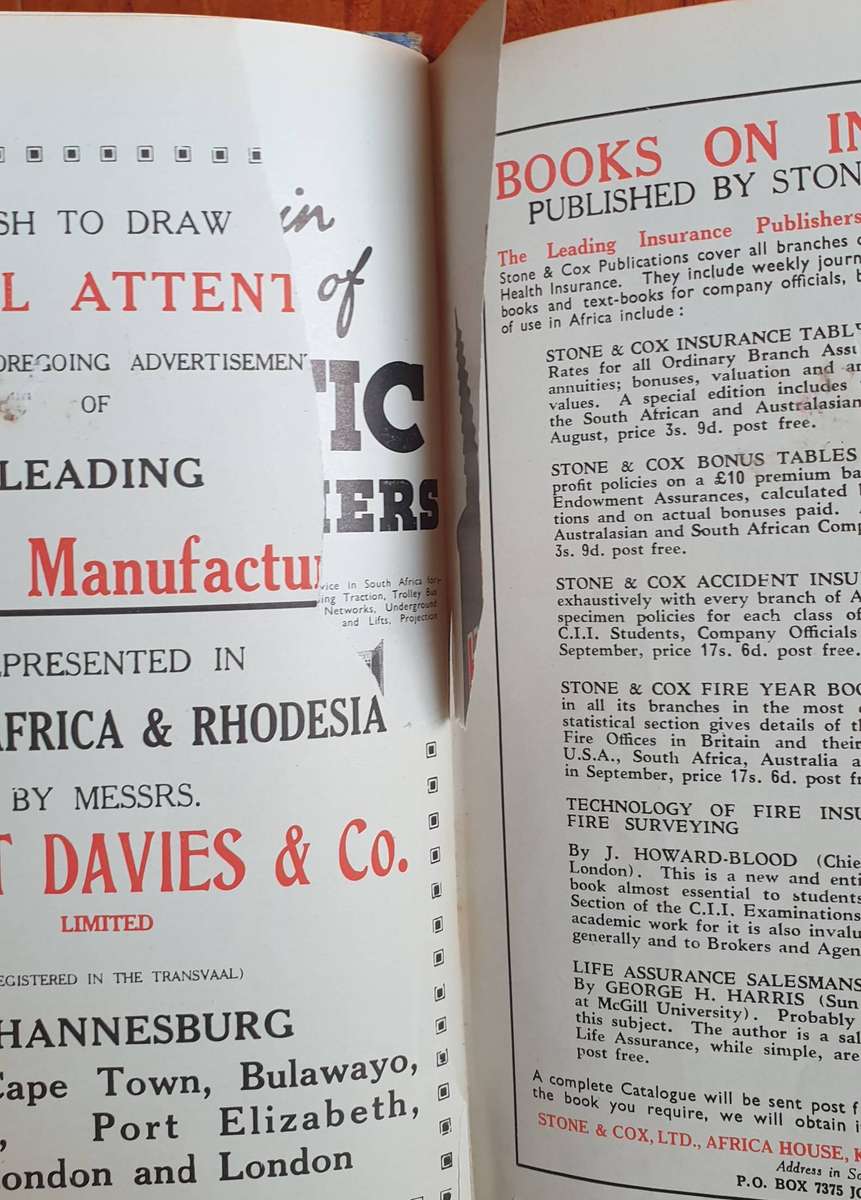 SH TO DRAW
L ATTENT
OREGOING ADVERTISEMEN
OF
LEADING
Manufactu
EPRESENTED IN
AFRICA & RHODESIA
BY MESSRS.
T DAVIES & Co.
LIMITED
EGISTERED IN THE TRANSVAAL)
HANNESBURG
Cape Town, Bulawayo,
, Port Elizabeth,
ondon and London
in
of
TIC
IERS
vice in South Africa for
ing Traction, Trolley Bus
Networks, Underground
and Lifts, Projection
BOOKS ON IN
PUBLISHED BY STON
The Leading Insurance Publishers
Stone & Cox Publications cover all branches o
Health Insurance. They include weekly journ
books and text-books for company officials, b
of use in Africa include :
STONE & COX INSURANCE TABLE
Rates for all Ordinary Branch Assu
annuities; bonuses, valuation and an
values. A special edition includes
the South African and Australasian
August, price 3s. 9d. post free.
STONE & COX BONUS TABLES
profit policies on a £10 premium ba
Endowment Assurances, calculated
tions and on actual bonuses paid.
Australasian and South African Comp
3s. 9d. post free.
STONE & COX ACCIDENT INSU
exhaustively with every branch of A
specimen policies for each class of
C.I.I. Students, Company Officials
September, price 17s. 6d. post free.
STONE & COX FIRE YEAR BOO
in all its branches in the most
statistical section gives details of th
Fire Offices in Britain and their
U.S.A., South Africa, Australia a
in September, price 17s. 6d. post fr
TECHNOLOGY OF FIRE INSU
FIRE SURVEYING
By J. HOWARD-BLOOD (Chie
London). This is a new and enti
book almost essential to students
Section of the C.I.I. Examinations
academic work for it is also invalu
generally and to Brokers and Agen
LIFE ASSURANCE SALESMANS
By GEORGE H. HARRIS (Sun
at McGill University). Probably
this subject. The author is a sal
Life Assurance, while simple, are
post free.
A complete Catalogue will be sent post f
the book you require, we will obtain i
STONE & COX, LTD., AFRICA HOUSE, K
Address in So
P.O. BOX 7375 JO